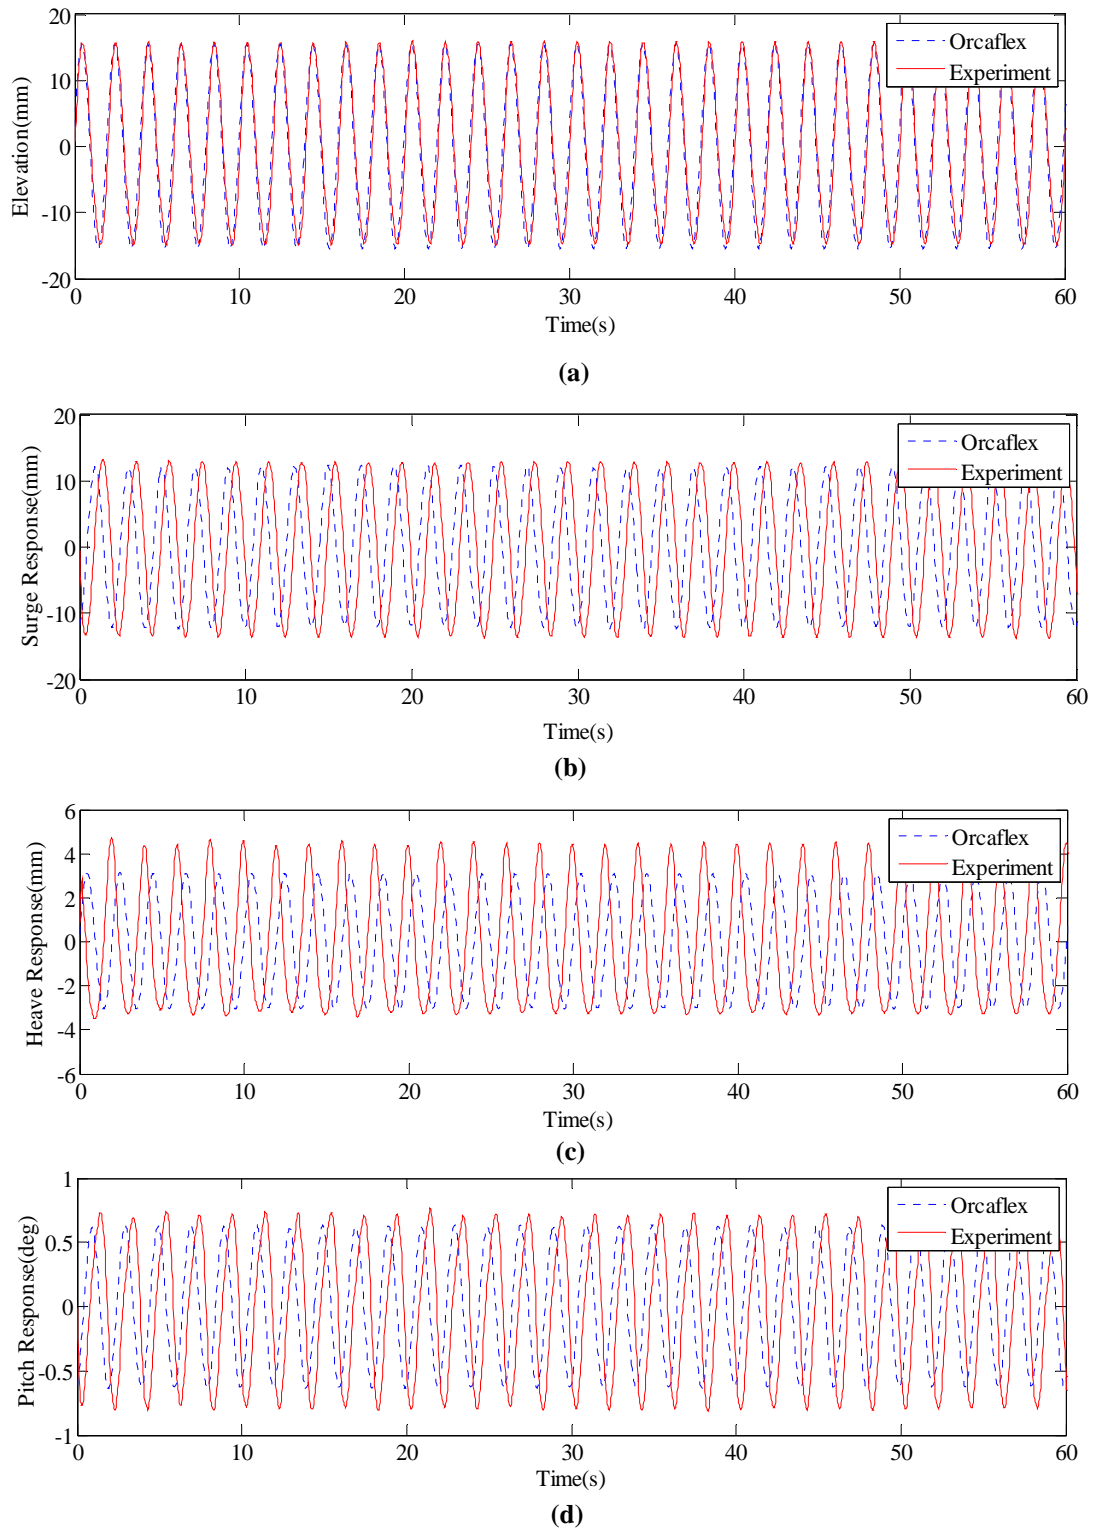 20
10
0
-10
-20
Elevation(mm)
Orcaflex
Experiment
0 10 20 30 40 50 60
Time(s)
(a)
20
10
0
-10
-20
Surge Response(mm)
Orcaflex
Experiment
0 10 20 30 40 50 60
Time(s)
(b)
6
4
2
0
-2
-4
-6
Heave Response(mm)
Orcaflex
Experiment
0 10 20 30 40 50 60
Time(s)
(c)
1
0.5
0
-0.5
-1
Pitch Response(deg)
Orcaflex
Experiment
0 10 20 30 40 50 60
Time(s)
(d)